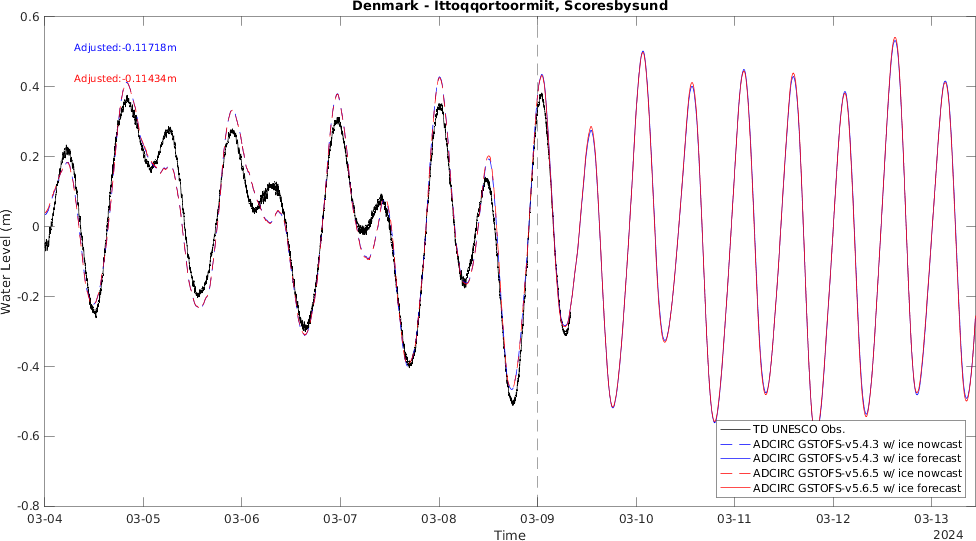 Denmark - Ittoqqortoormiit, Scoresbysund
Adjusted:-0.11718m
Adjusted:-0.11434m
Water Level (m)
0.6
0.4
0.2
0
-0.2
-0.4
-0.6
-0.8
TD UNESCO Obs.
ADCIRC GSTOFS-v5.4.3 w/ ice nowcast
ADCIRC GSTOFS-v5.4.3 w/ ice forecast
ADCIRC GSTOFS-v5.6.5 w/ ice nowcast
ADCIRC GSTOFS-v5.6.5 w/ ice forecast
03-04 03-05 03-06 03-07 03-08 03-09 03-10 03-11 03-12 03-13
Time
2024